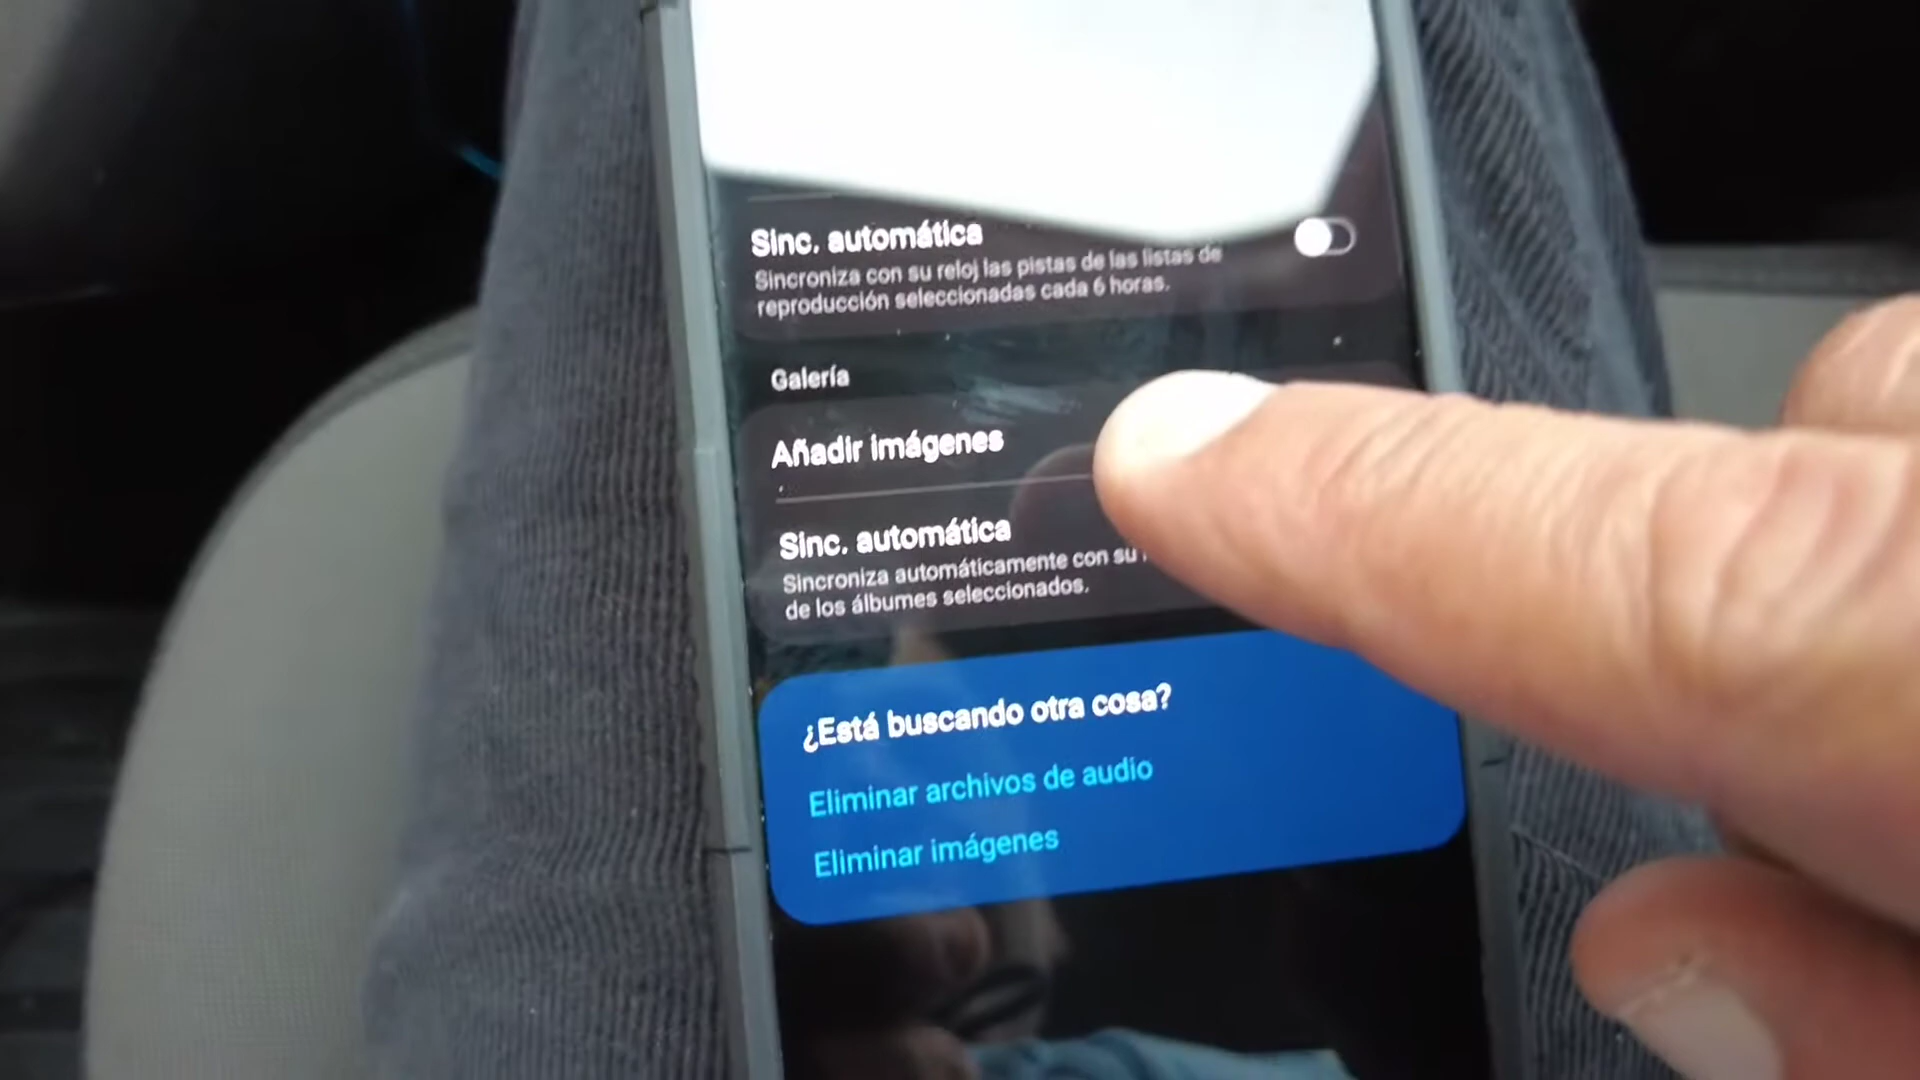 Sinc. automática
Sincroniza con su reloj las pistas de las listas de
reproducción seleccionadas cada 6 horas.
Galería
Añadir imágenes
Sinc. automática
Sincroniza automáticamente con su
de los álbumes seleccionados.
¿Está buscando otra cosa?
Eliminar archivos de audio
Eliminar imágenes